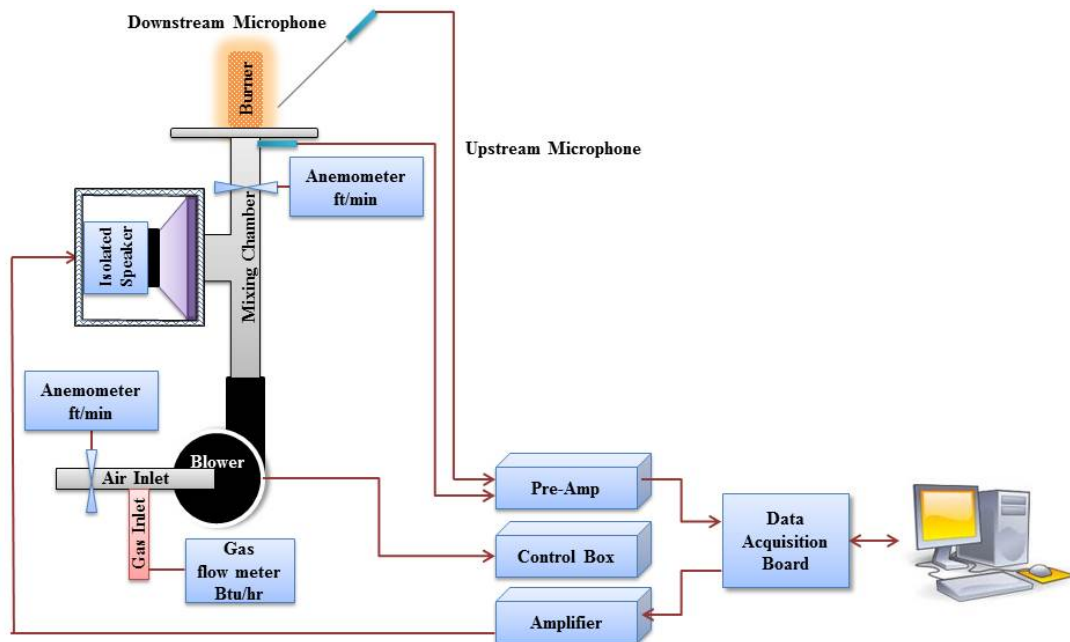 Downstream Microphone
Burner
Upstream Microphone
Anemometer
ft/min
Isolated
Speaker
Mixing Chamber
Anemometer
ft/min
Blower
Air Inlet
Gas Inlet
Gas
flow meter
Btu/hr
Pre-Amp
Control Box
Amplifier
Data
Acquisition
Board